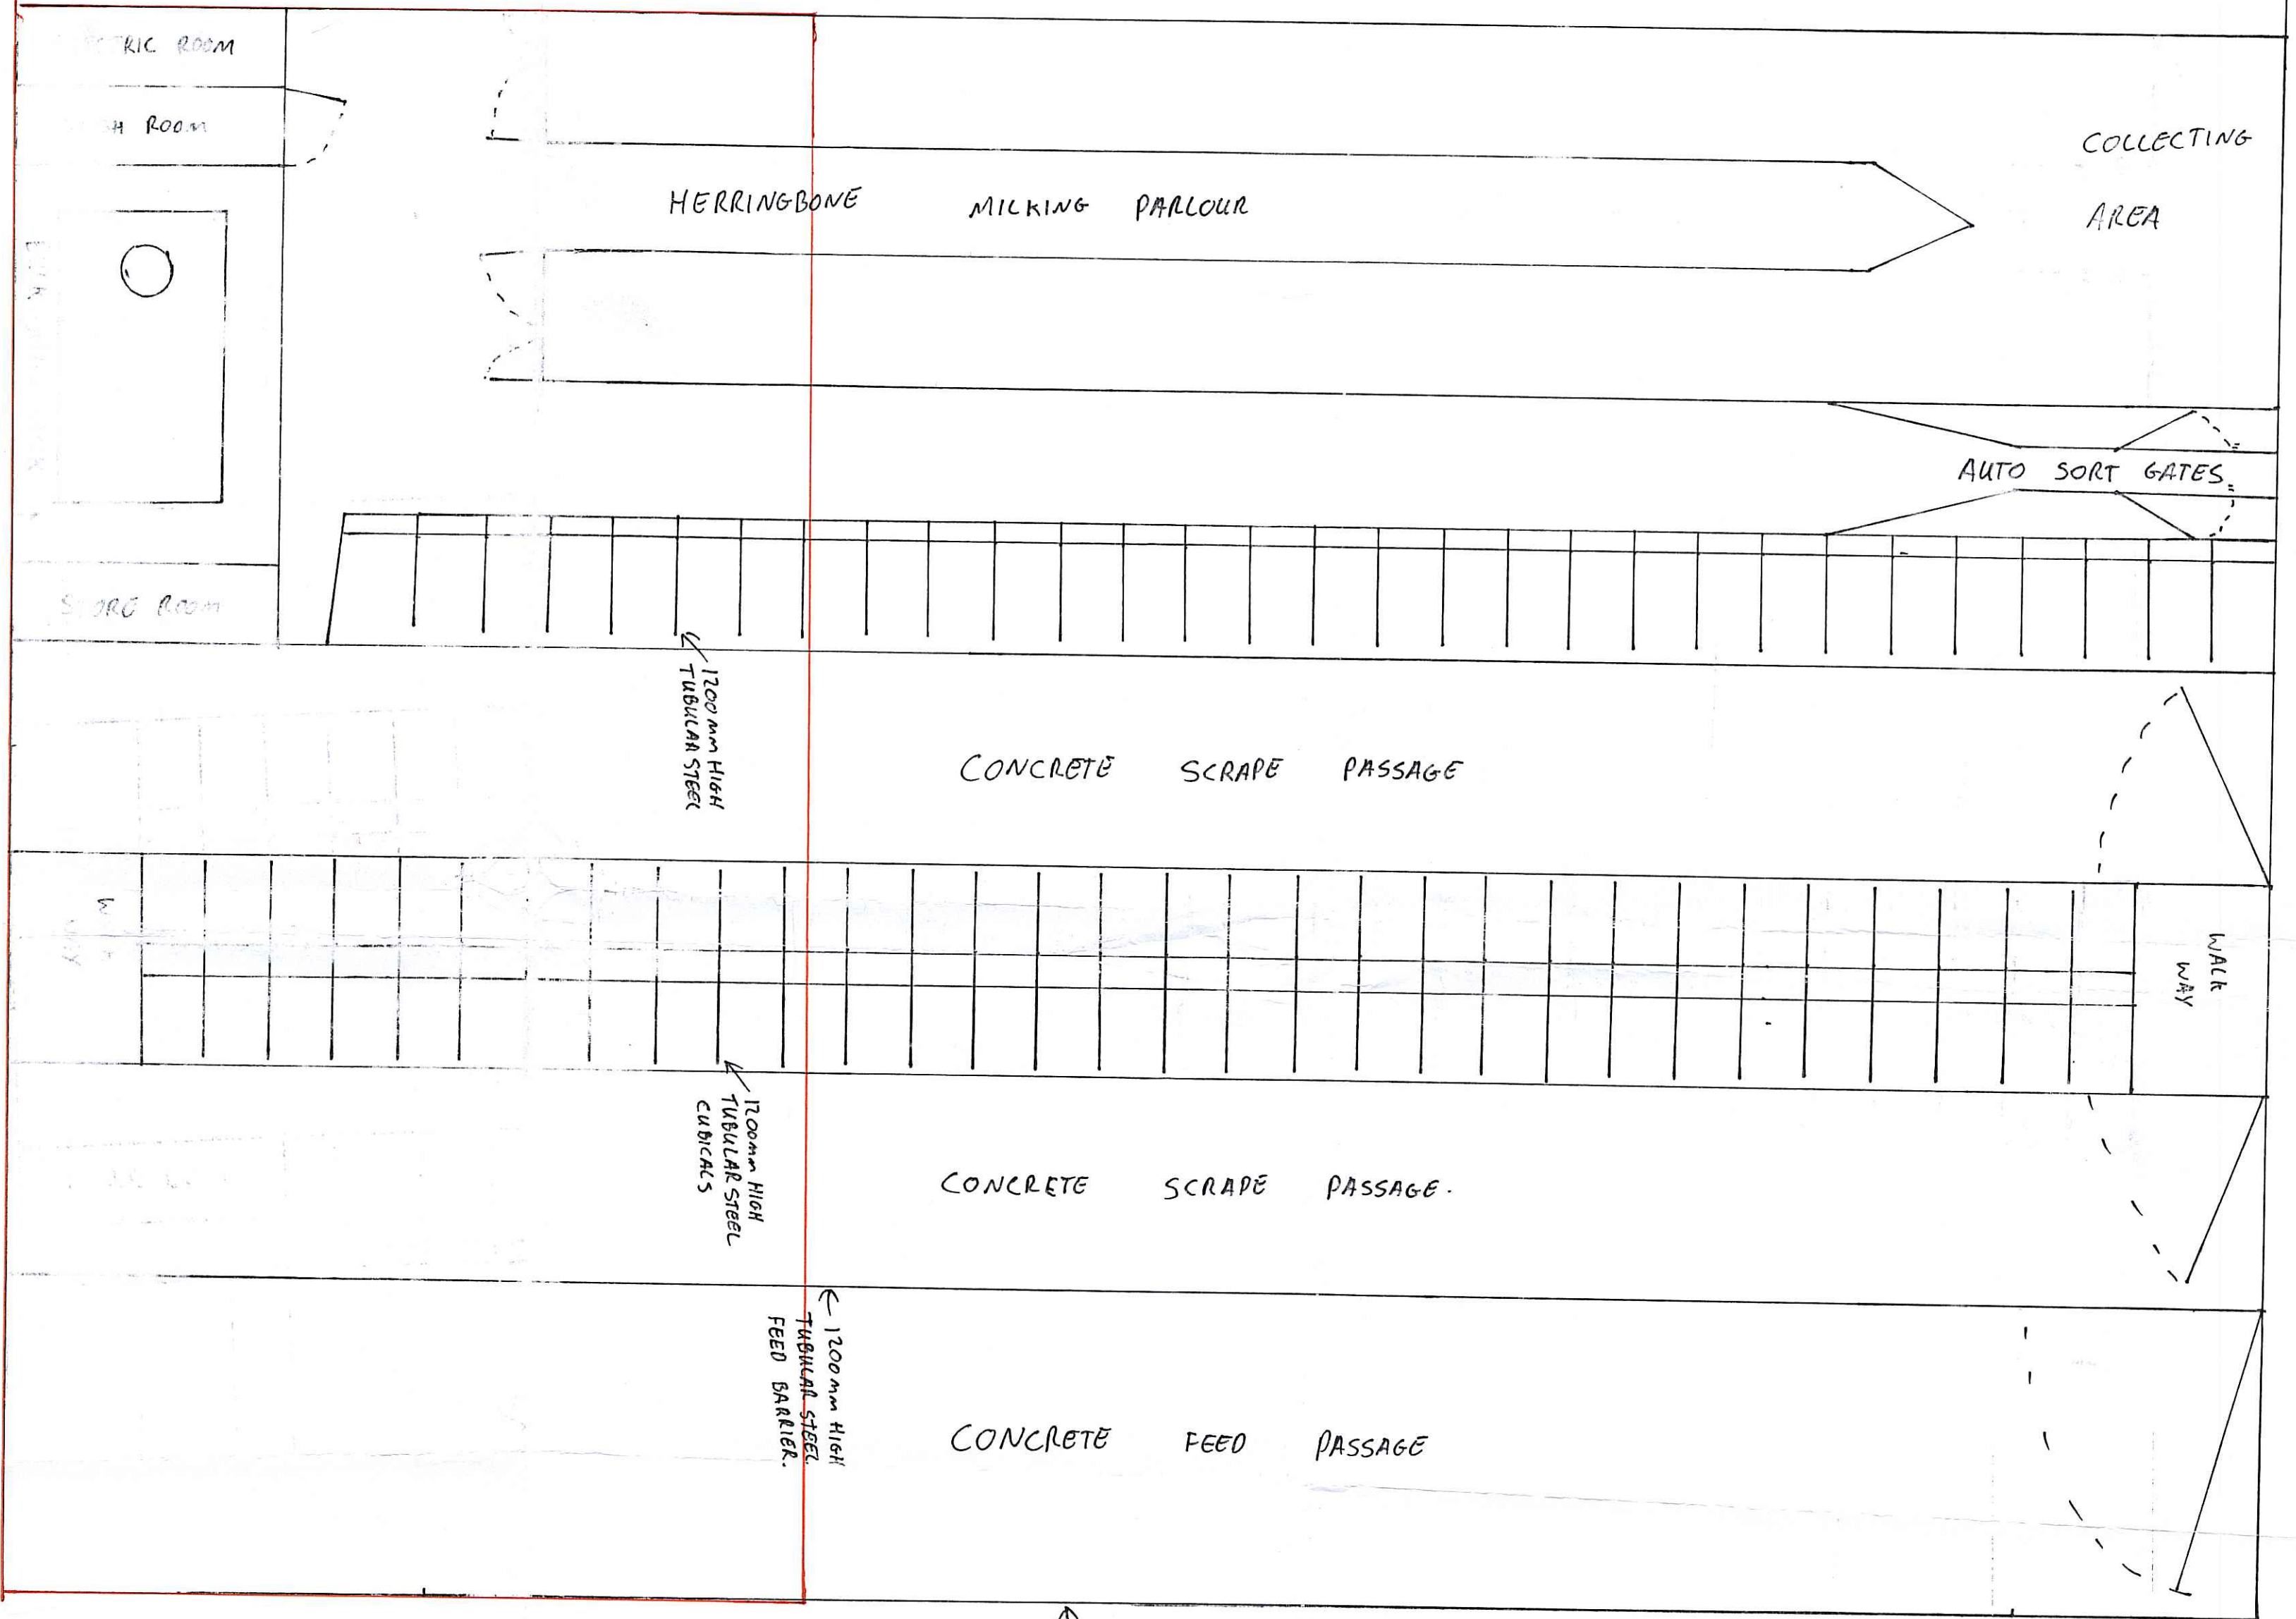 RIC ROOM
H ROOM
COLLECTING
AREA
HERRINGBONE MILKING PARLOUR
AUTO SORT GATES
STORE ROOM
1200mm HIGH
TUBULAR STEEL
CONCRETE SCRAPE PASSAGE
WALK
WAY
WAY
1200mm HIGH
TUBULAR STEEL
CUBICALS
CONCRETE SCRAPE PASSAGE.
1200mm HIGH
TUBULAR STEEL
FEED BARRIER.
CONCRETE FEED PASSAGE